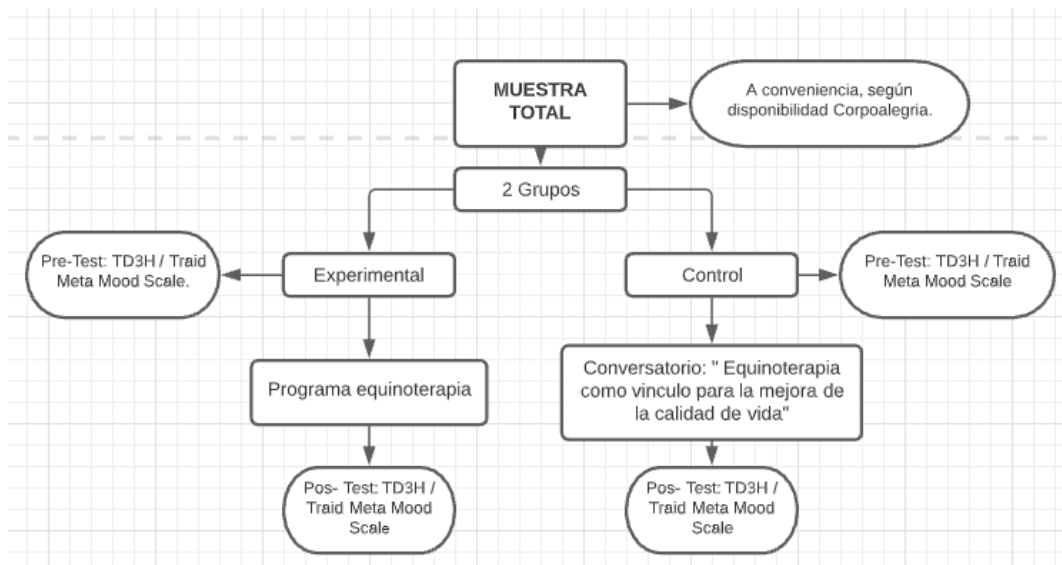 MUESTRA
TOTAL
A conveniencia, según
disponibilidad Corpoalegria.
2 Grupos
Pre-Test: TD3H / Traid
Meta Mood Scale.
Experimental
Control
Pre-Test: TD3H / Traid
Meta Mood Scale
Programa equinoterapia
Conversatorio: " Equinoterapia
como vinculo para la mejora de
la calidad de vida"
Pos- Test: TD3H /
Traid Meta Mood
Scale
Pos- Test: TD3H /
Traid Meta Mood
Scale